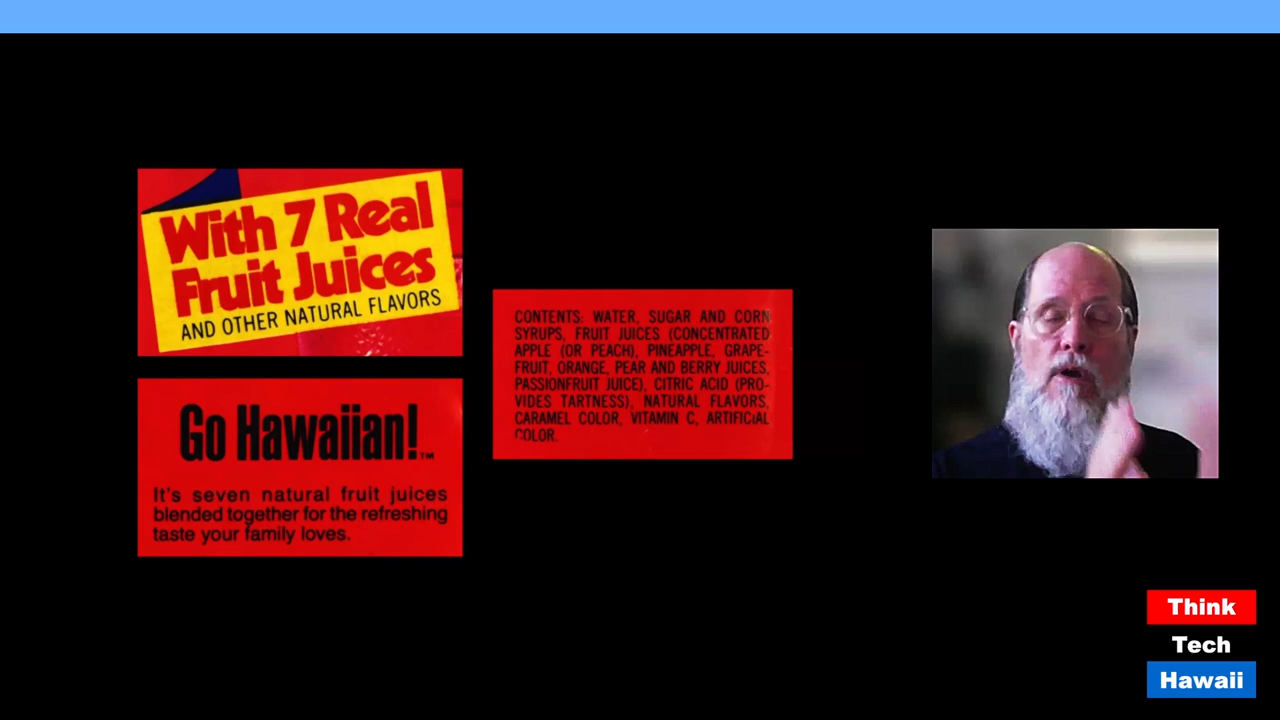 With 7 Real
Fruit Juices
AND OTHER NATURAL FLAVORS
Go Hawaiian!™
It's seven natural fruit juices
blended together for the refreshing
taste your family loves.
CONTENTS: WATER, SUGAR AND CORN
SYRUPS, FRUIT JUICES (CONCENTRATED
APPLE (OR PEACH), PINEAPPLE, GRAPE-
FRUIT, ORANGE, PEAR AND BERRY JUICES,
PASSIONFRUIT JUICE), CITRIC ACID (PRO-
VIDES TARTNESS), NATURAL FLAVORS,
CARAMEL COLOR, VITAMIN C, ARTIFICIAL
COLOR.
Think
Tech
Hawaii